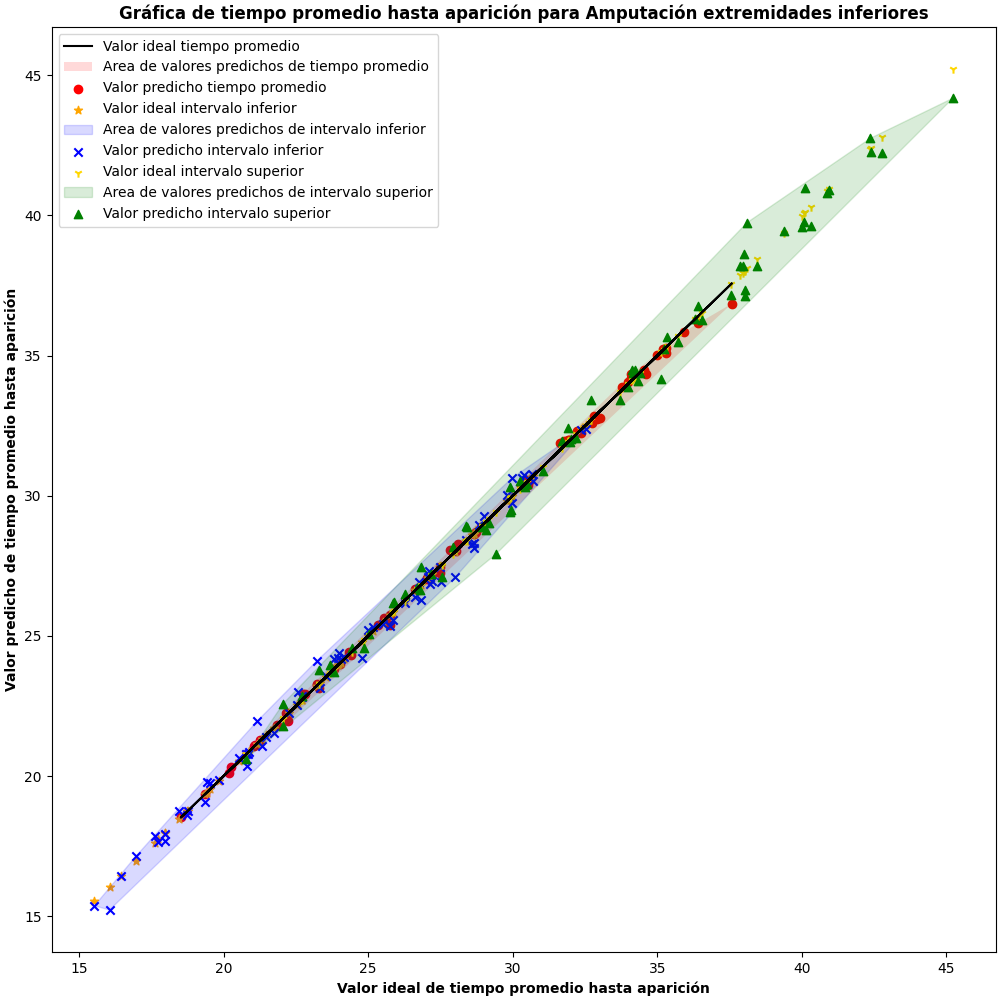 Gráfica de tiempo promedio hasta aparición para Amputación extremidades inferiores
Valor ideal tiempo promedio
Area de valores predichos de tiempo promedio
Valor predicho tiempo promedio
Valor ideal intervalo inferior
Area de valores predichos de intervalo inferior
Valor predicho intervalo inferior
Valor ideal intervalo superior
Area de valores predichos de intervalo superior
Valor predicho intervalo superior
Valor predicho de tiempo promedio hasta aparición
45
40
35
30
25
20
15
15 20 25 30 35 40 45
Valor ideal de tiempo promedio hasta aparición